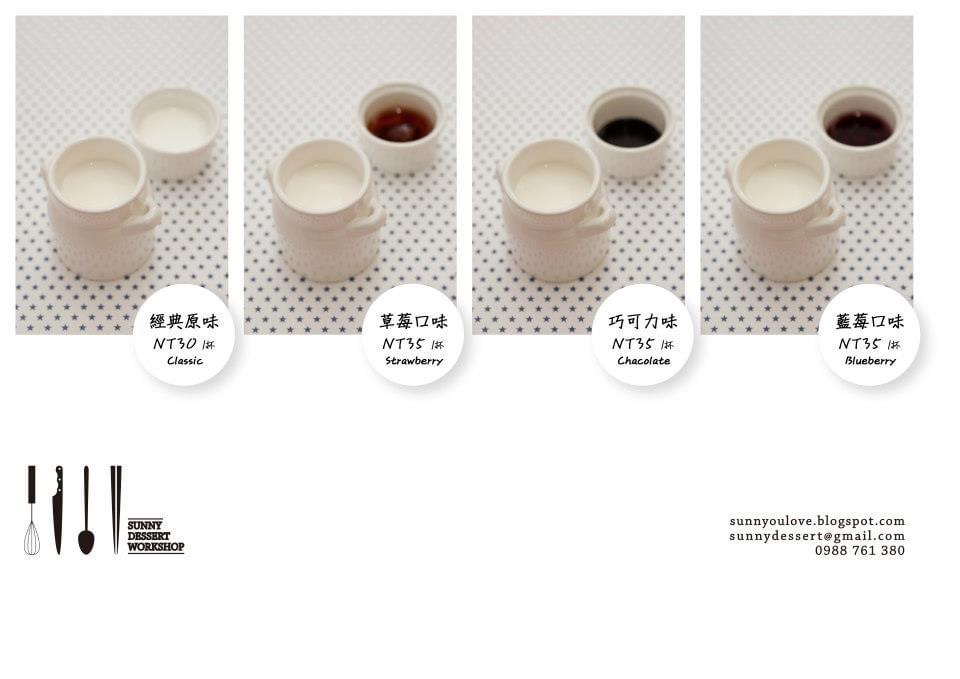 經典原味
NT30 /杯
Classic
草莓口味
NT35 /杯
Strawberry
巧可力味
NT35 /杯
Chacolate
藍莓口味
NT35 /杯
Blueberry
SUNNY
DESSERT
WORKSHOP
sunnyoulove.blogspot.com
sunnydessert@gmail.com
0988 761 380